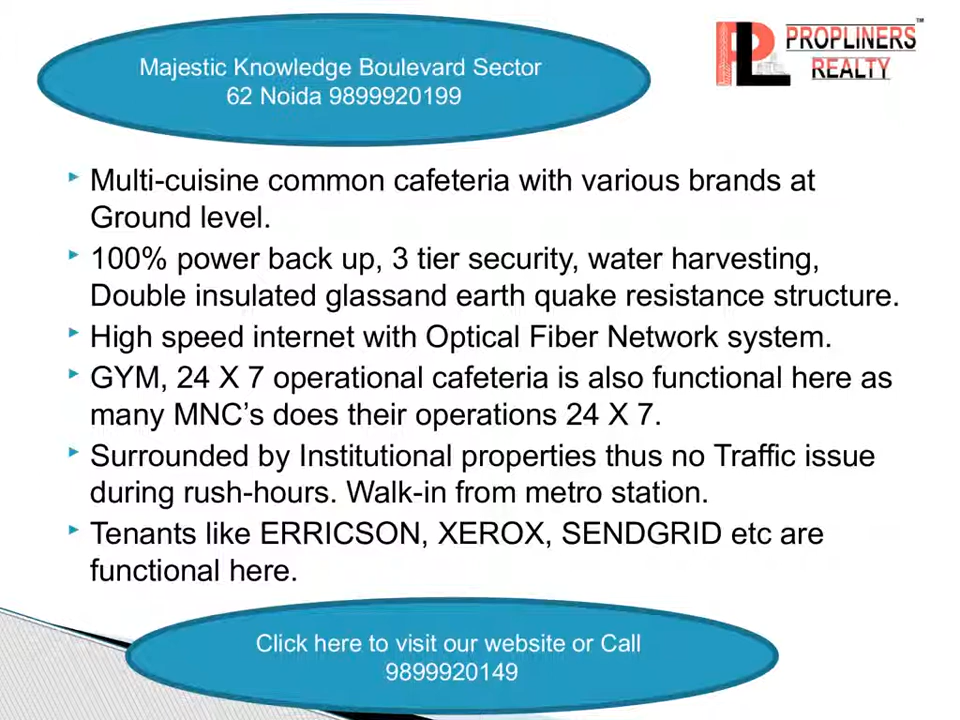 Majestic Knowledge Boulevard Sector
62 Noida 9899920199
PL PROPLINERS™
REALTY
Multi-cuisine common cafeteria with various brands at
Ground level.
100% power back up, 3 tier security, water harvesting,
Double insulated glassand earth quake resistance structure.
High speed internet with Optical Fiber Network system.
GYM, 24 X 7 operational cafeteria is also functional here as
many MNC’s does their operations 24 X 7.
Surrounded by Institutional properties thus no Traffic issue
during rush-hours. Walk-in from metro station.
Tenants like ERRICSON, XEROX, SENDGRID etc are
functional here.
Click here to visit our website or Call
9899920149